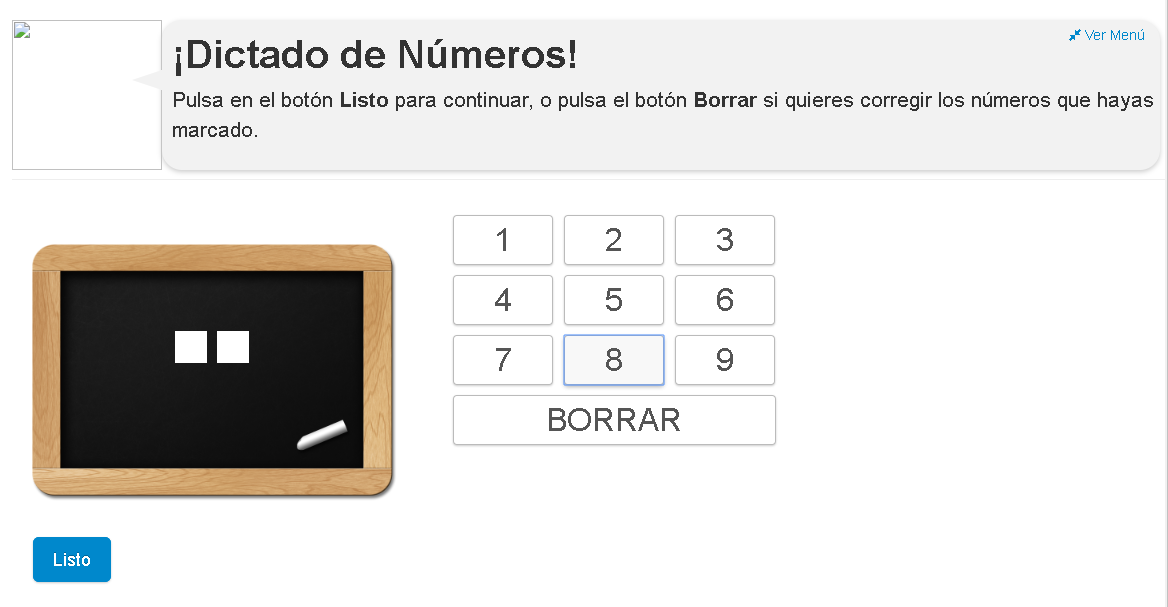 Ver Menú
¡Dictado de Números!
Pulsa en el botón Listo para continuar, o pulsa el botón Borrar si quieres corregir los números que hayas
marcado.
1 2 3
4 5 6
7 8 9
BORRAR
Listo